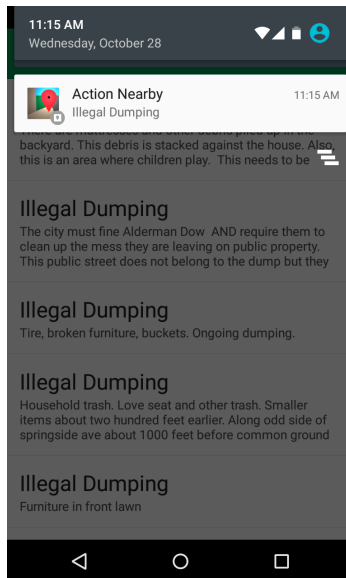 11:15 AM
Wednesday, October 28
Action Nearby
11:15 AM
Illegal Dumping
There are mattresses and other debris piled up in the
backyard. This debris is stacked against the house. Also,
this is an area where children play. This needs to be
Illegal Dumping
The city must fine Alderman Dow AND require them to
clean up the mess they are leaving on public property.
This public street does not belong to the dump but they
Illegal Dumping
Tire, broken furniture, buckets. Ongoing dumping.
Illegal Dumping
Household trash. Love seat and other trash. Smaller
items about two hundred feet earlier. Along odd side of
springside ave about 1000 feet before common ground
Illegal Dumping
Furniture in front lawn